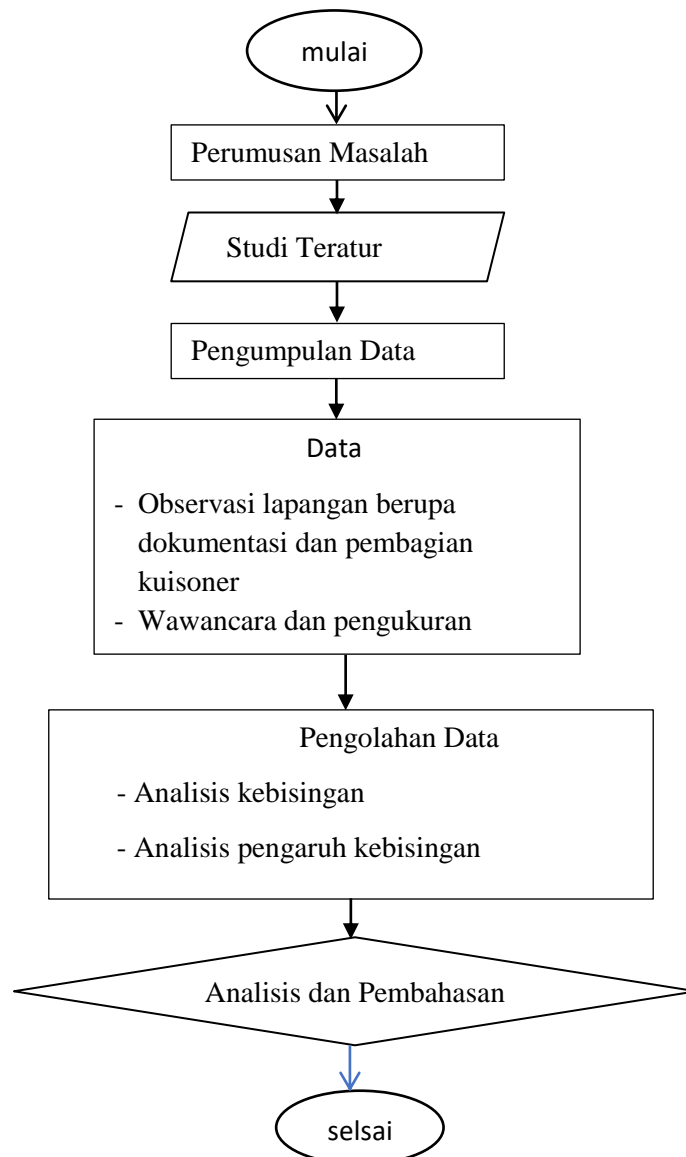 mulai
Perumusan Masalah
Studi Teratur
Pengumpulan Data
Data
- Observasi lapangan berupa
dokumentasi dan pembagian
kuisoner
- Wawancara dan pengukuran
Pengolahan Data
- Analisis kebisingan
- Analisis pengaruh kebisingan
Analisis dan Pembahasan
selsai